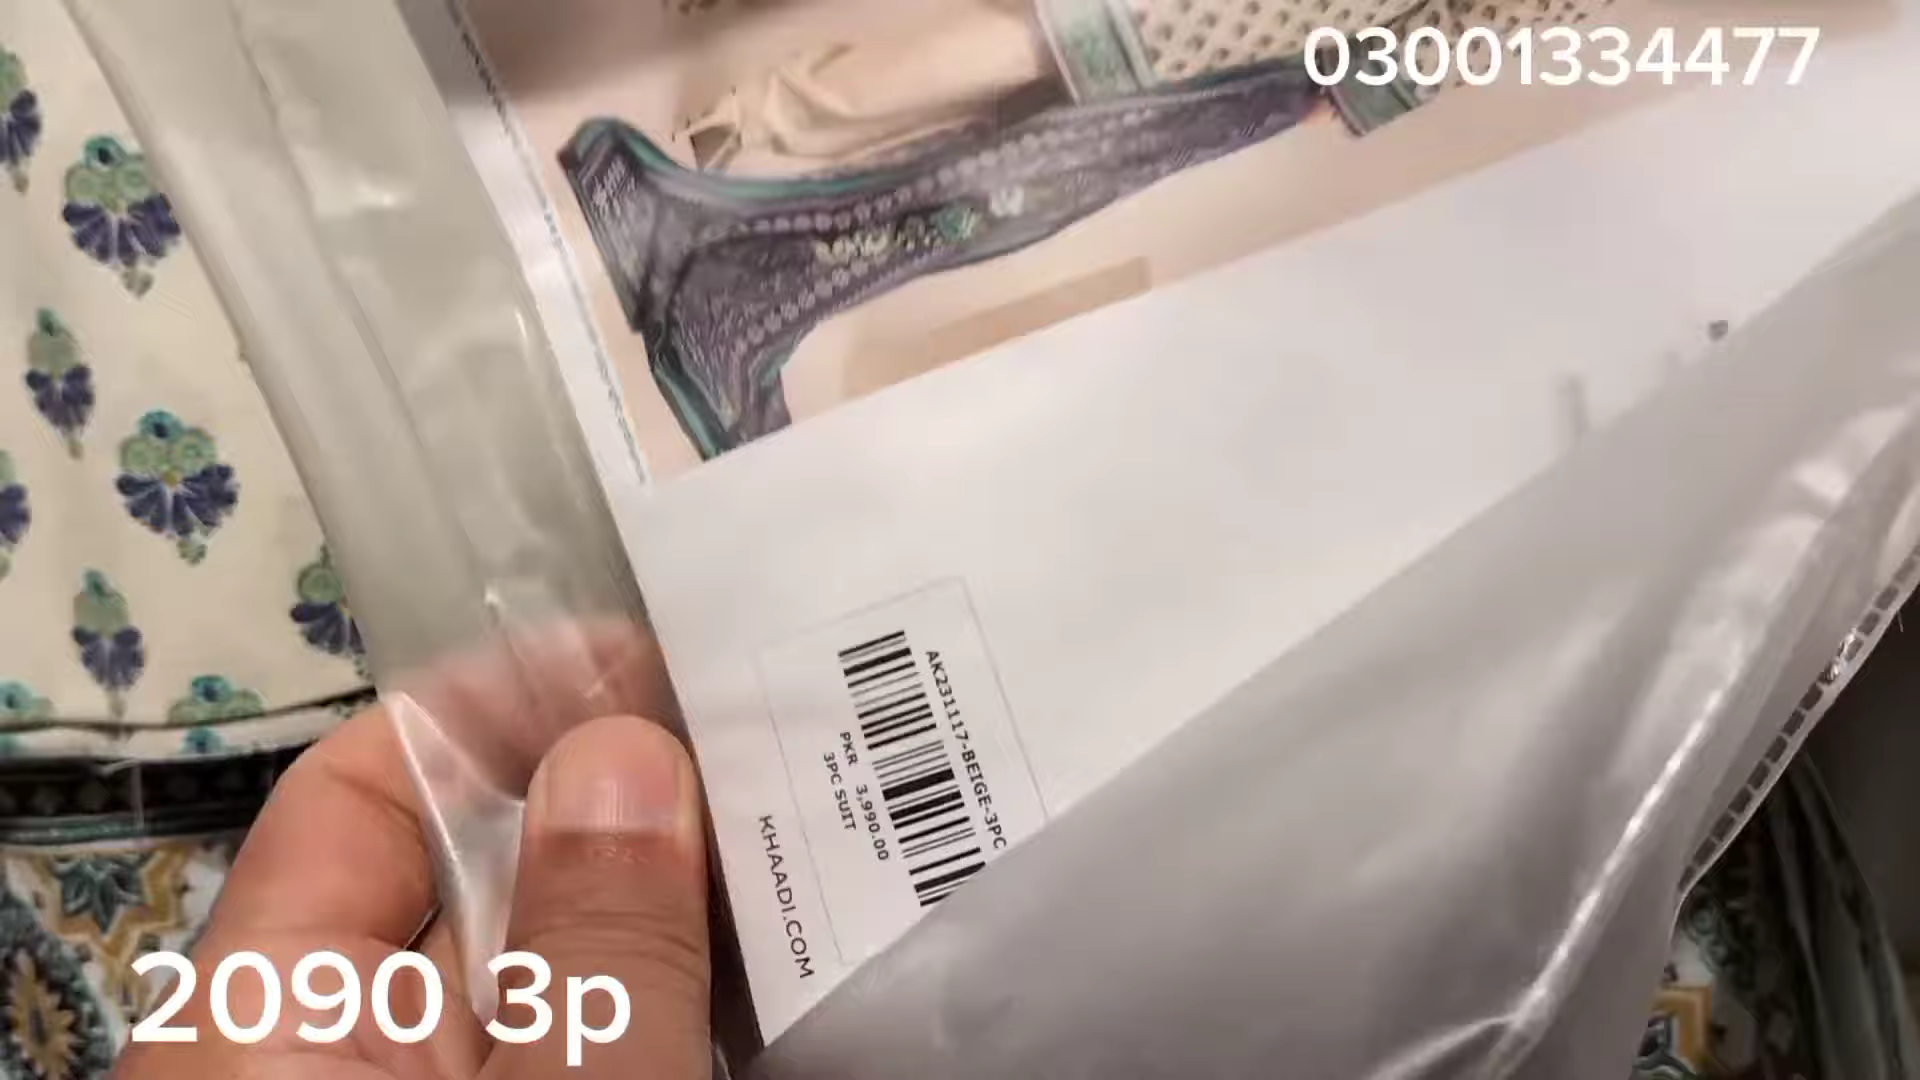 03001334477
AK231117-BEIGE-3PC
PKR 3,990.00
3PC SUIT
KHAADI.COM
2090 3p